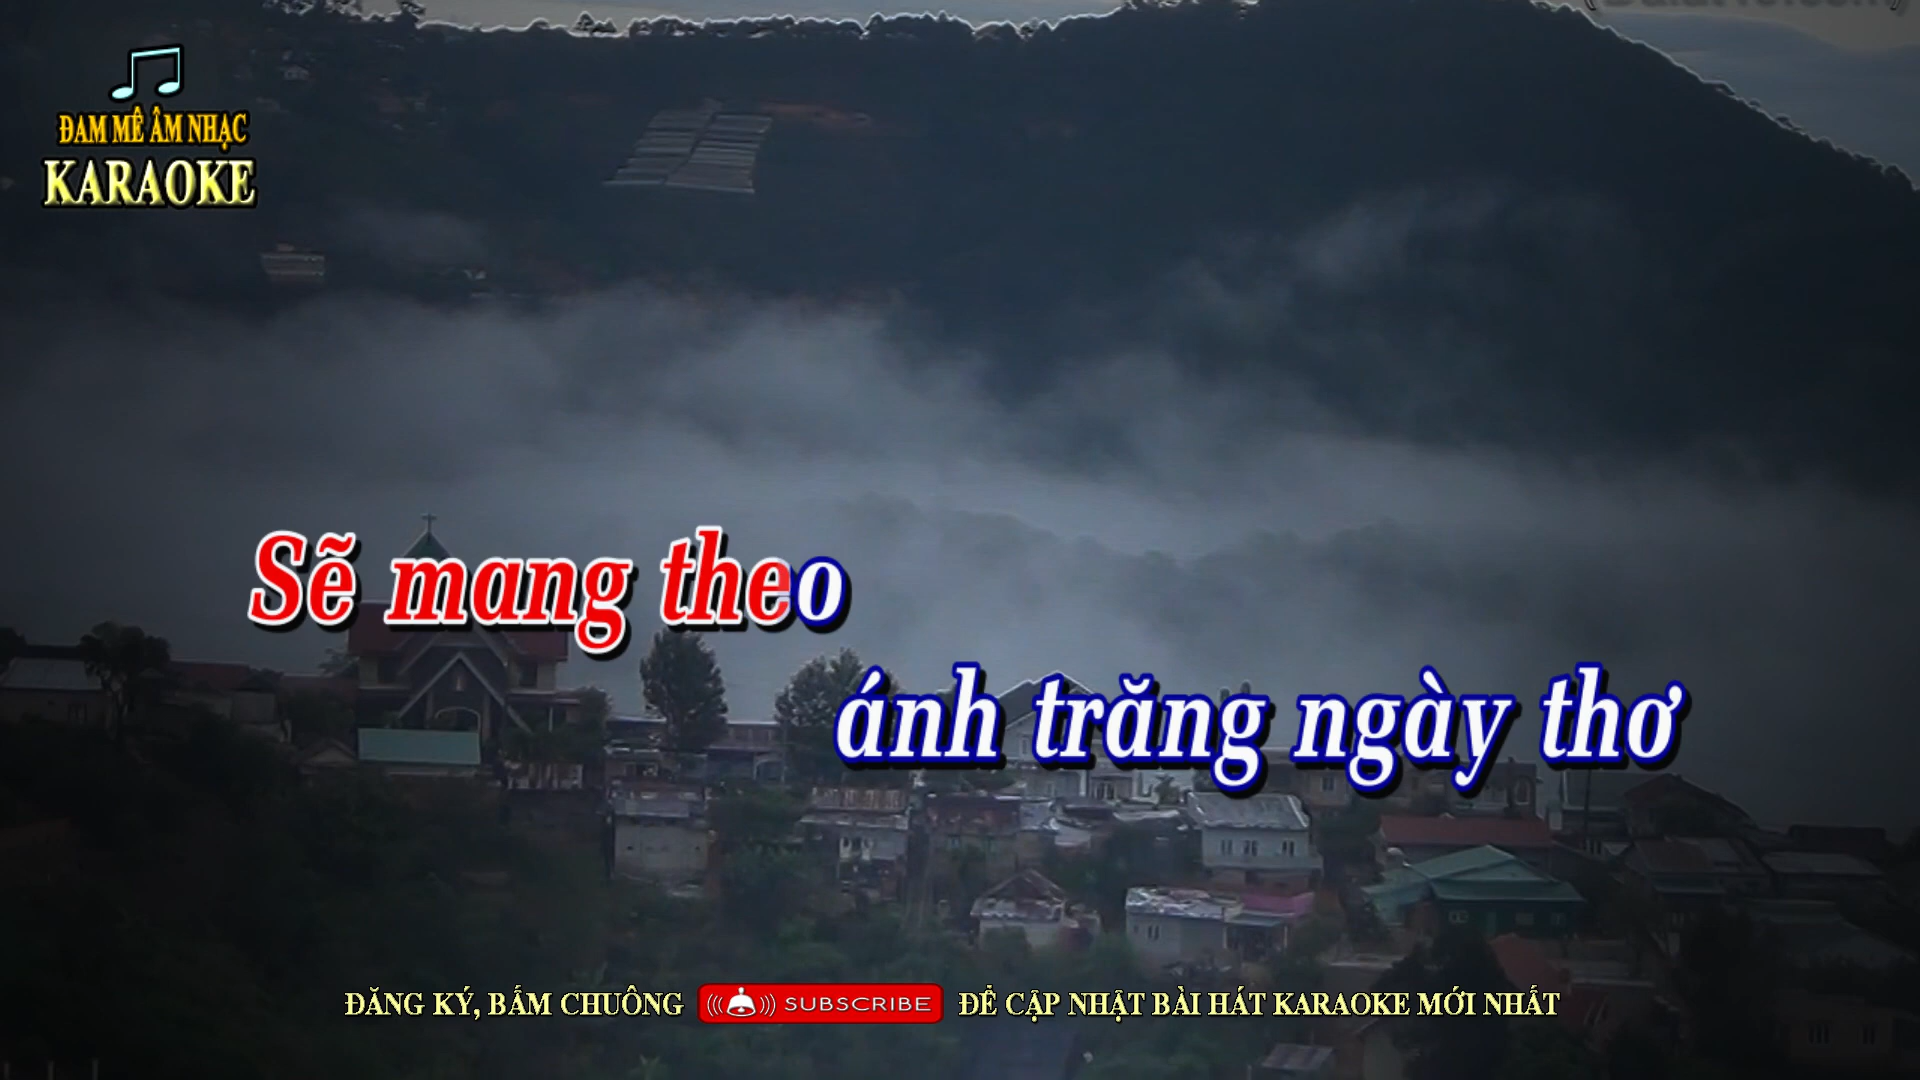 ĐAM MÊ ÂM NHẠC
KARAOKE
Sẽ mang theo
ánh trăng ngày thơ
ĐĂNG KÝ, BẤM CHUÔNG SUBSCRIBE ĐỂ CẬP NHẬT BÀI HÁT KARAOKE MỚI NHẤT